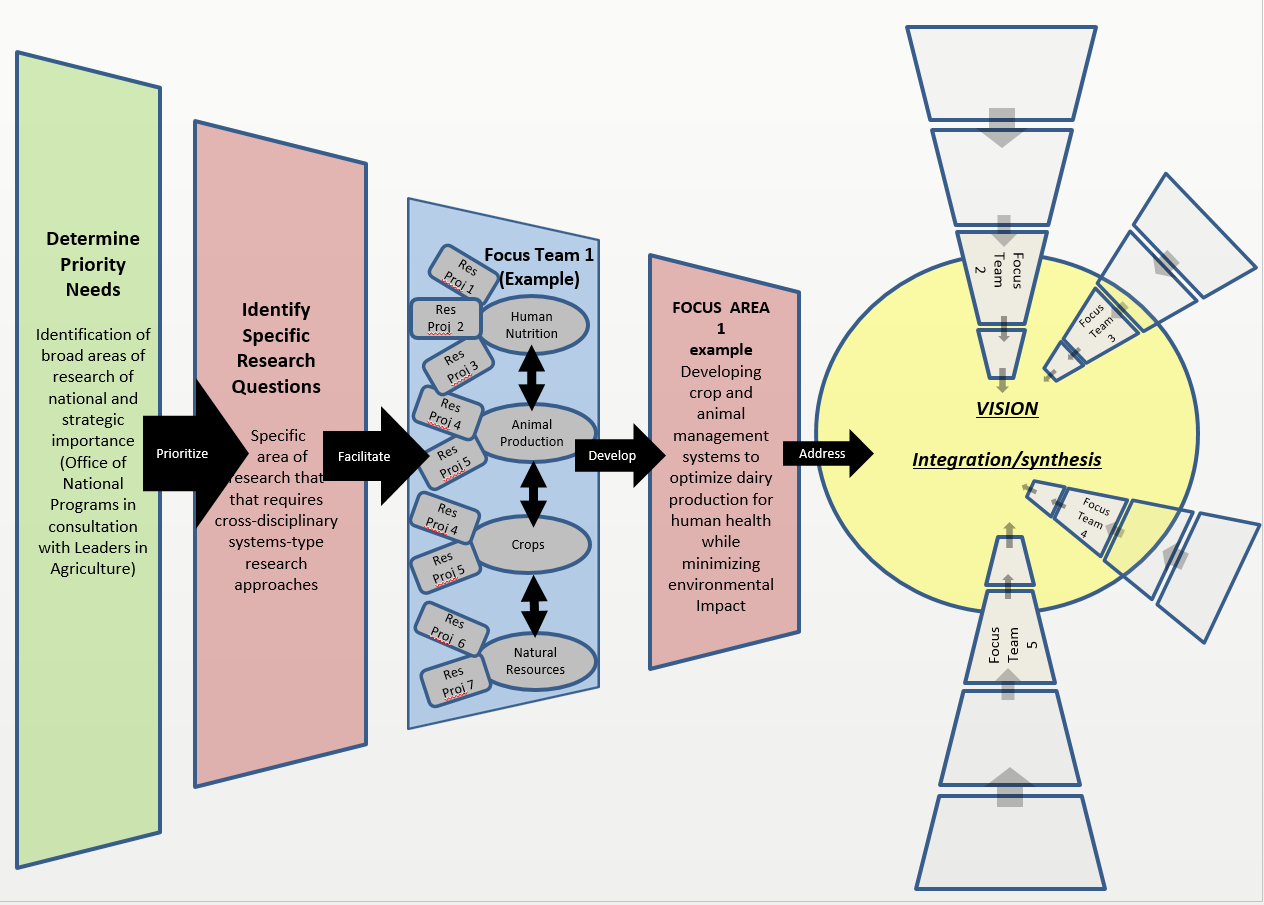 Determine
Priority
Needs
Identification of
broad areas of
research of
national and
strategic
importance
(Office of
National
Programs in
consultation
with Leaders in
Agriculture)
Prioritize
Identify
Specific
Research
Questions
Specific
area of
research that
that requires
cross-disciplinary
systems-type
research
approaches
Facilitate
Focus Team 1
(Example)
Res
Proj 1
Res
Proj 2
Res
Proj 3
Res
Proj 4
Res
Proj 5
Res
Proj 4
Res
Proj 5
Res
Proj 6
Res
Proj 7
Human
Nutrition
Animal
Production
Crops
Natural
Resources
Develop
FOCUS AREA
1
example
Developing
crop and
animal
management
systems to
optimize dairy
production for
human health
while
minimizing
environmental
Impact
Address
Focus
Team
2
Focus
Team
3
VISION
Integration/synthesis
Focus
Team
4
Focus
Team
5